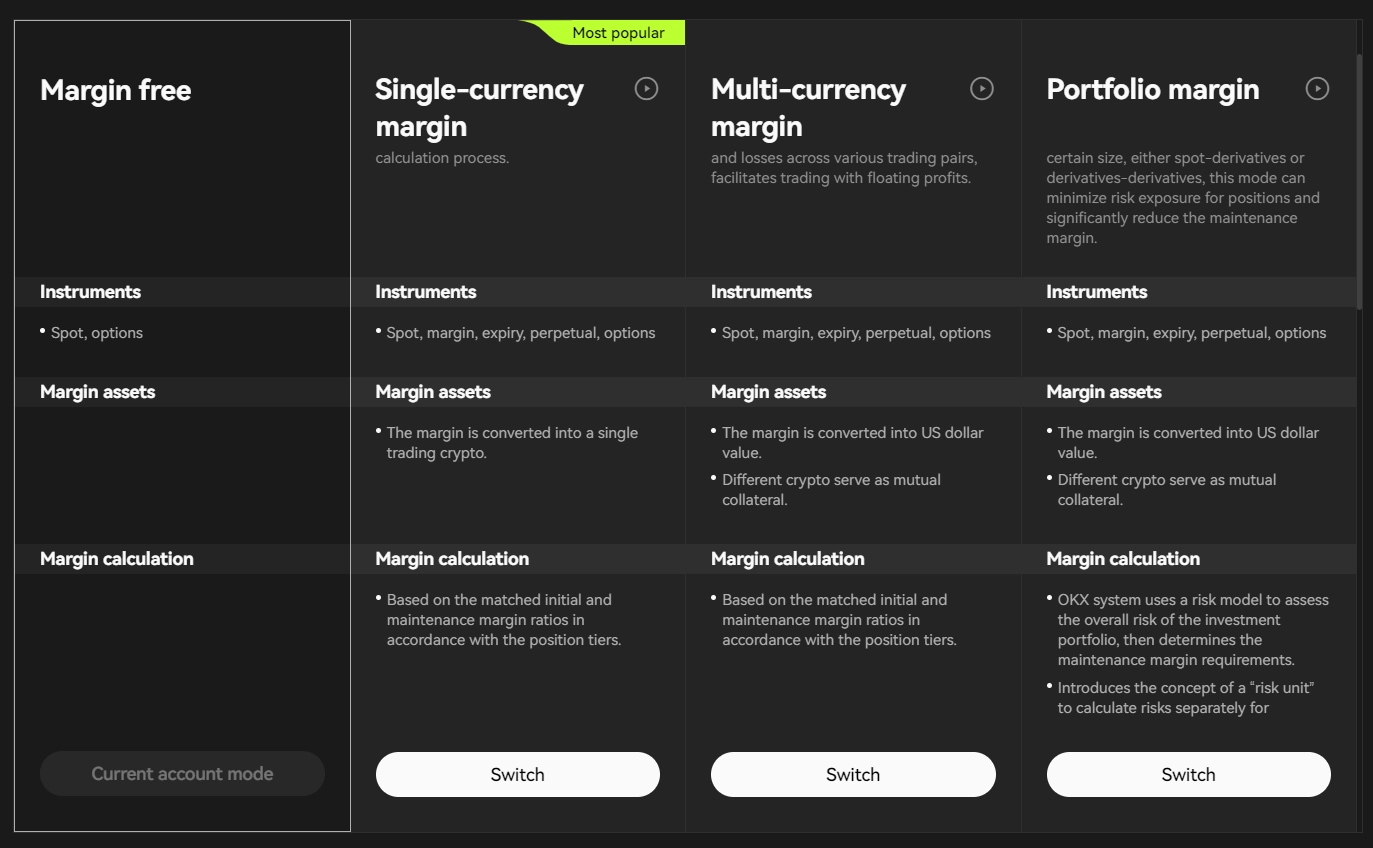 Most popular
Margin free
Single-currency
margin
calculation process.
Multi-currency
margin
and losses across various trading pairs,
facilitates trading with floating profits.
Portfolio margin
certain size, either spot-derivatives or
derivatives-derivatives, this mode can
minimize risk exposure for positions and
significantly reduce the maintenance
margin.
Instruments
Instruments
Instruments
Instruments
• Spot, options
• Spot, margin, expiry, perpetual, options
• Spot, margin, expiry, perpetual, options
• Spot, margin, expiry, perpetual, options
Margin assets
Margin assets
Margin assets
Margin assets
• The margin is converted into a single
trading crypto.
• The margin is converted into US dollar
value.
• Different crypto serve as mutual
collateral.
• The margin is converted into US dollar
value.
• Different crypto serve as mutual
collateral.
Margin calculation
Margin calculation
Margin calculation
Margin calculation
• Based on the matched initial and
maintenance margin ratios in
accordance with the position tiers.
• Based on the matched initial and
maintenance margin ratios in
accordance with the position tiers.
• OKX system uses a risk model to assess
the overall risk of the investment
portfolio, then determines the
maintenance margin requirements.
• Introduces the concept of a “risk unit”
to calculate risks separately for
Current account mode
Switch
Switch
Switch